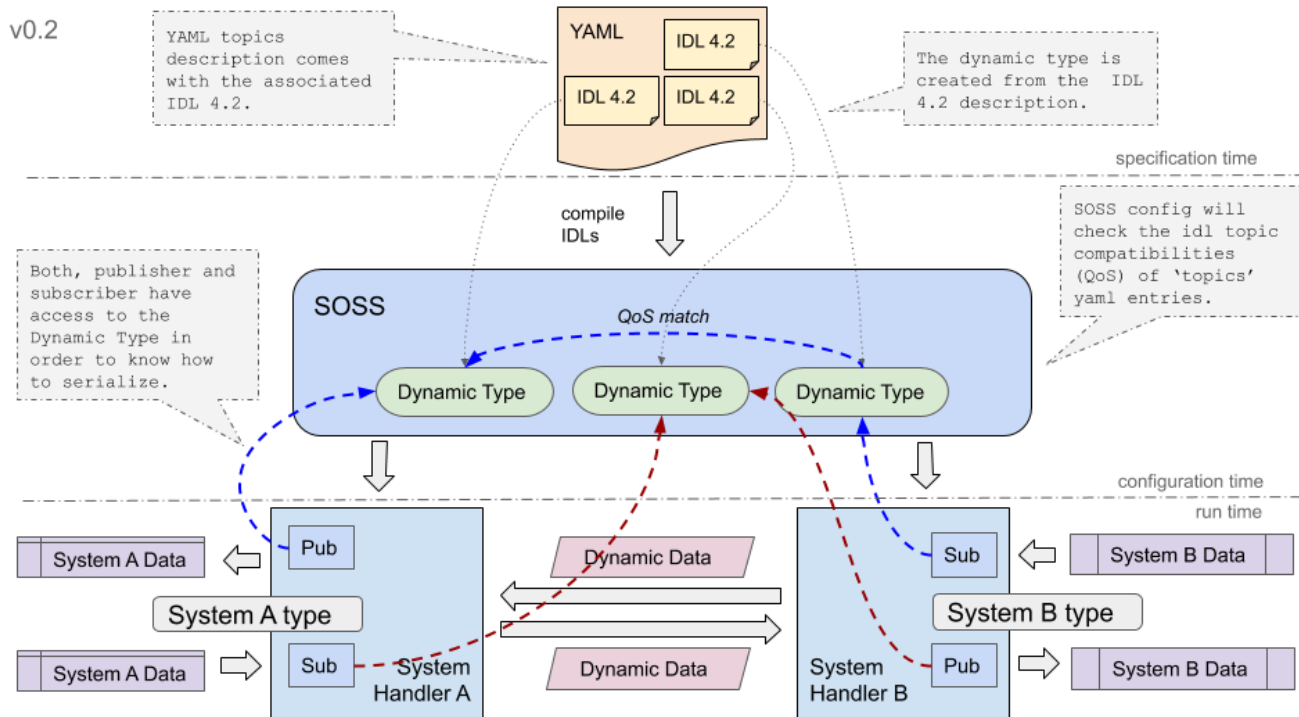 v0.2
YAML topics
description comes
with the associated
IDL 4.2.
YAML
IDL 4.2
IDL 4.2
IDL 4.2
The dynamic type is
created from the IDL
4.2 description.
specification time
compile
IDLs
SOSS config will
check the idl topic
compatibilities
(QoS) of ‘topics’
yaml entries.
Both, publisher and
subscriber have
access to the
Dynamic Type in
order to know how
to serialize.
SOSS
QoS match
Dynamic Type
Dynamic Type
Dynamic Type
configuration time
run time
System A Data
Pub
Dynamic Data
Sub
System B Data
System A type
System B type
System A Data
Sub
System
Handler A
Dynamic Data
System
Handler B
Pub
System B Data